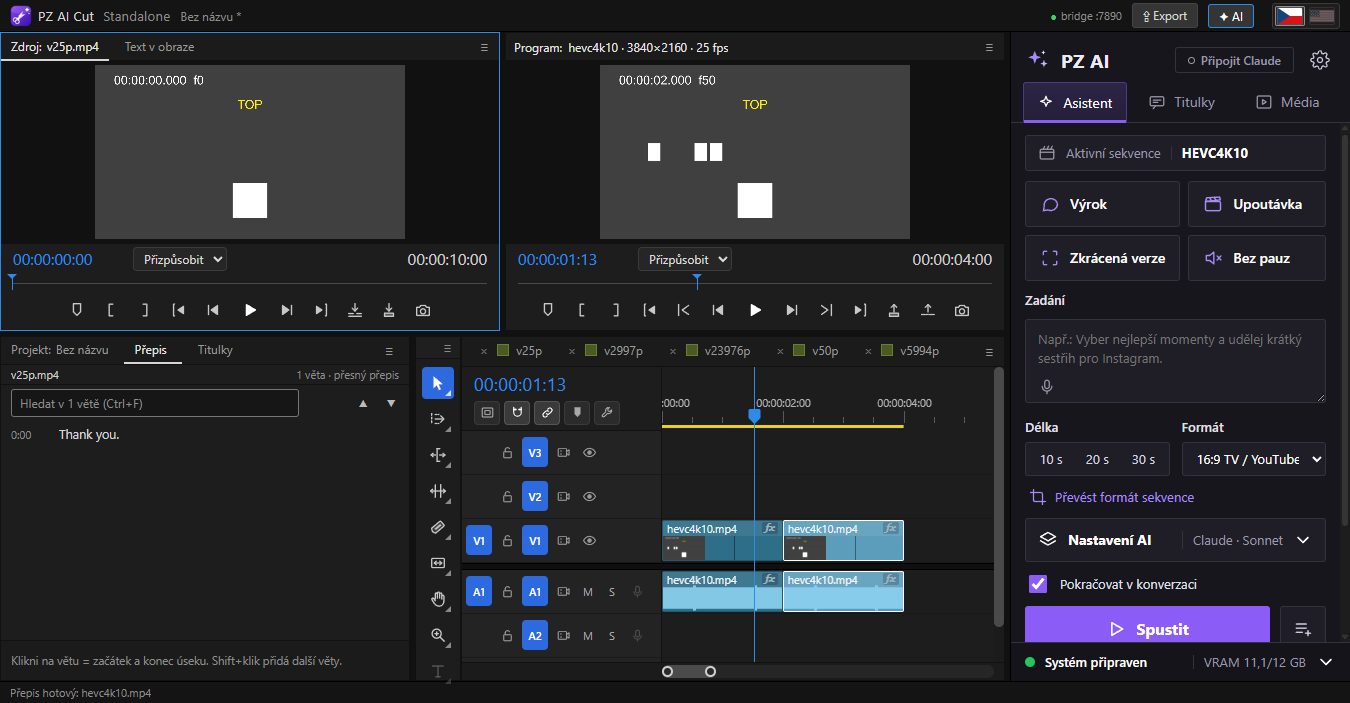 PZ AI Cut Standalone Bez názvu *
bridge :7890
Export
AI
Zdroj: v25p.mp4
Text v obraze
00:00:00.000 f0
TOP
00:00:00:00
Přizpůsobit
00:00:10:00
Program: hevc4k10 · 3840×2160 · 25 fps
00:00:02.000 f50
TOP
00:00:01:13
Přizpůsobit
00:00:04:00
Projekt: Bez názvu
Přepis
Titulky
v25p.mp4
1 věta · přesný přepis
Hledat v 1 větě (Ctrl+F)
0:00
Thank you.
Klikni na větu = začátek a konec úseku. Shift+klik přidá další věty.
v25p
v2997p
v23976p
v50p
v5994p
00:00:01:13
:00:00
00:00:02:00
00:00:04:00
V3
V2
V1
V1
hevc4k10.mp4 fx
hevc4k10.mp4 fx
A1
A1
M S
hevc4k10.mp4 fx
hevc4k10.mp4 fx
A2
M S
PZ AI
Připojit Claude
Asistent
Titulky
Média
Aktivní sekvence
HEVC4K10
Výrok
Upoutávka
Zkrácená verze
Bez pauz
Zadání
Např.: Vyber nejlepší momenty a udělej krátký
sestřih pro Instagram.
Délka
Formát
10 s
20 s
30 s
16:9 TV / YouTube
Převést formát sekvence
Nastavení AI
Claude · Sonnet
Pokračovat v konverzaci
Spustit
Systém připraven
VRAM 11,1/12 GB
Přepis hotový: hevc4k10.mp4